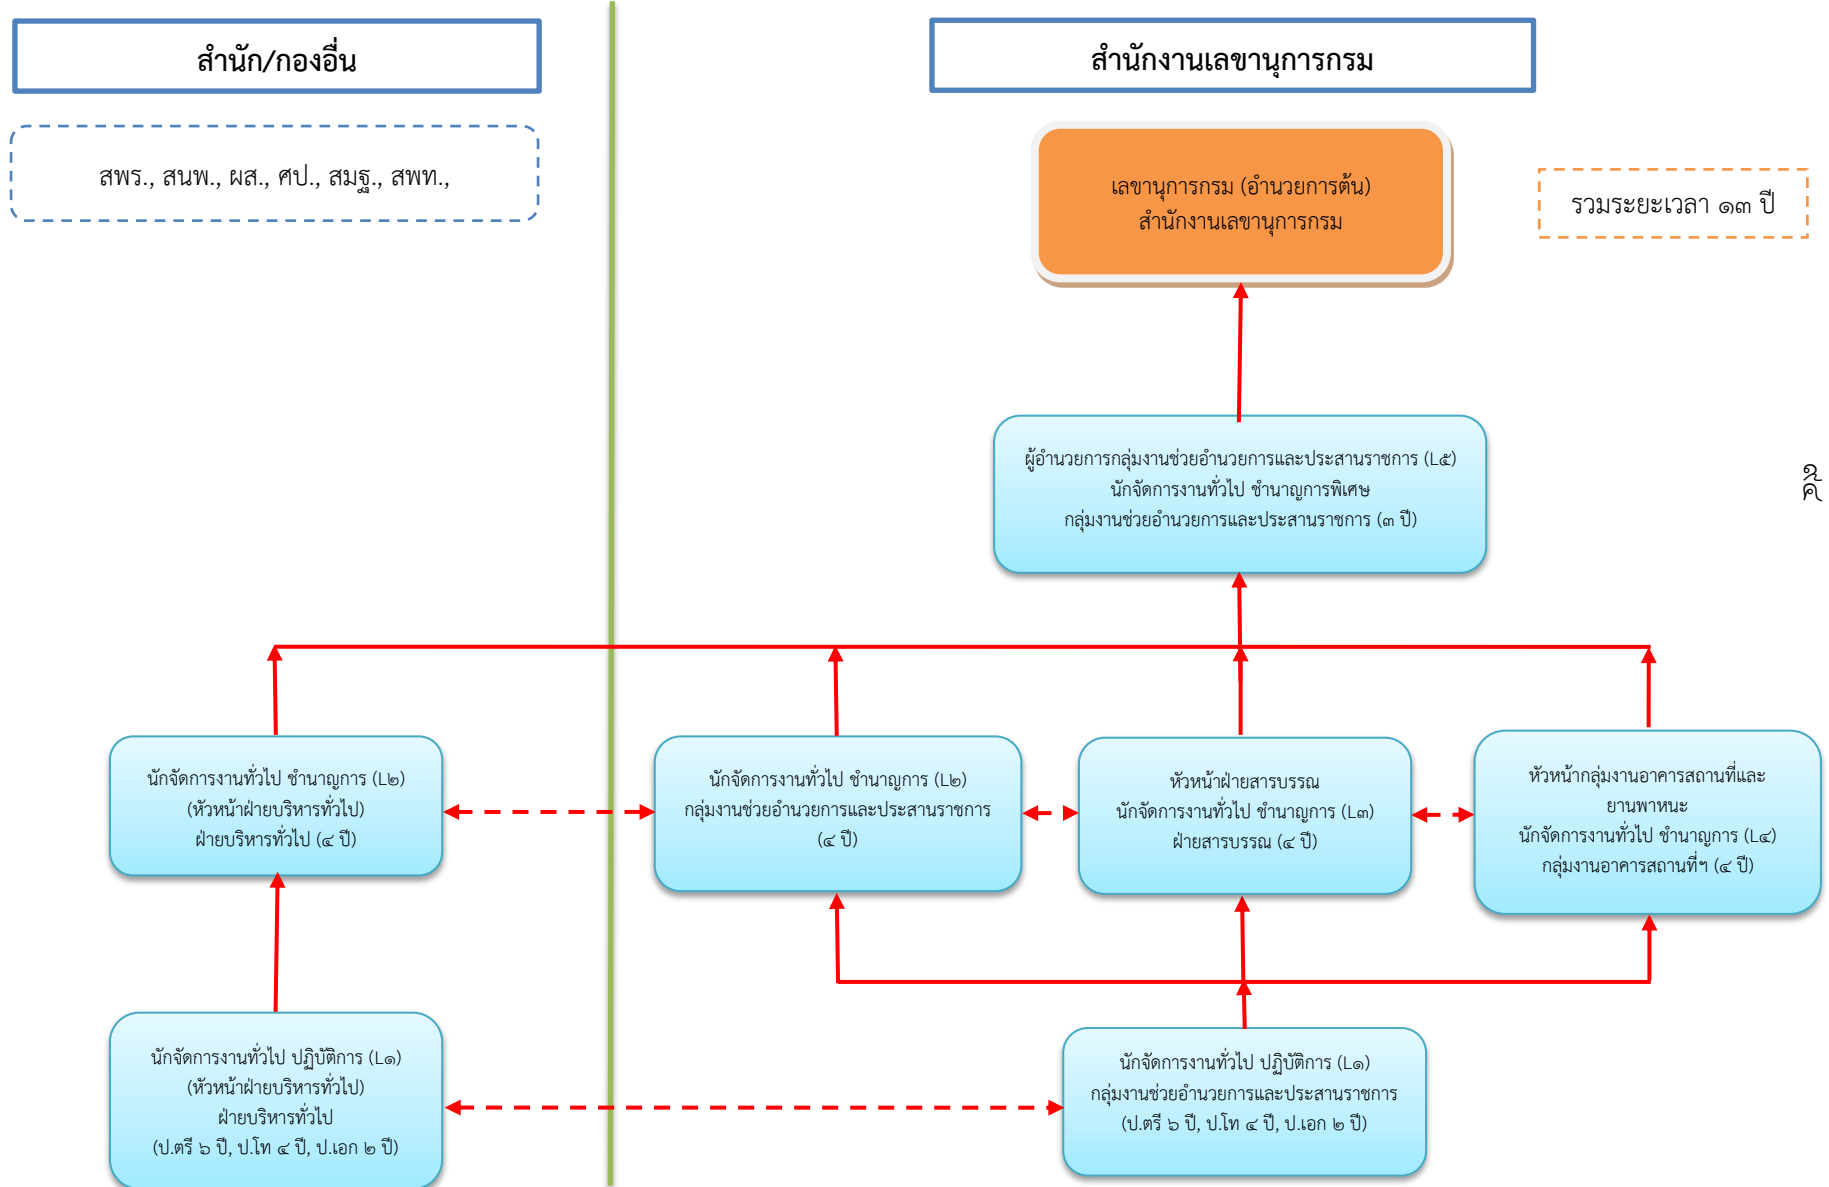 สำนัก/กองอื่น
สำนักงานเลขานุการกรม
สพร., สนพ., ผส., ศป., สมฐ., สพท.,
เลขานุการกรม (อำนวยการต้น)
สำนักงานเลขานุการกรม
รวมระยะเวลา ๑๓ ปี
ผู้อำนวยการกลุ่มงานช่วยอำนวยการและประสานราชการ (L๕)
นักจัดการงานทั่วไป ชำนาญการพิเศษ
กลุ่มงานช่วยอำนวยการและประสานราชการ (๓ ปี)
นักจัดการงานทั่วไป ชำนาญการ (L๒)
(หัวหน้าฝ่ายบริหารทั่วไป)
ฝ่ายบริหารทั่วไป (๔ ปี)
นักจัดการงานทั่วไป ชำนาญการ (L๒)
กลุ่มงานช่วยอำนวยการและประสานราชการ
(๔ ปี)
หัวหน้าฝ่ายสารบรรณ
นักจัดการงานทั่วไป ชำนาญการ (L๓)
ฝ่ายสารบรรณ (๔ ปี)
หัวหน้ากลุ่มงานอาคารสถานที่และ
ยานพาหนะ
นักจัดการงานทั่วไป ชำนาญการ (L๔)
กลุ่มงานอาคารสถานที่ฯ (๔ ปี)
นักจัดการงานทั่วไป ปฏิบัติการ (L๑)
(หัวหน้าฝ่ายบริหารทั่วไป)
ฝ่ายบริหารทั่วไป
(ป.ตรี ๖ ปี, ป.โท ๔ ปี, ป.เอก ๒ ปี)
นักจัดการงานทั่วไป ปฏิบัติการ (L๑)
กลุ่มงานช่วยอำนวยการและประสานราชการ
(ป.ตรี ๖ ปี, ป.โท ๔ ปี, ป.เอก ๒ ปี)